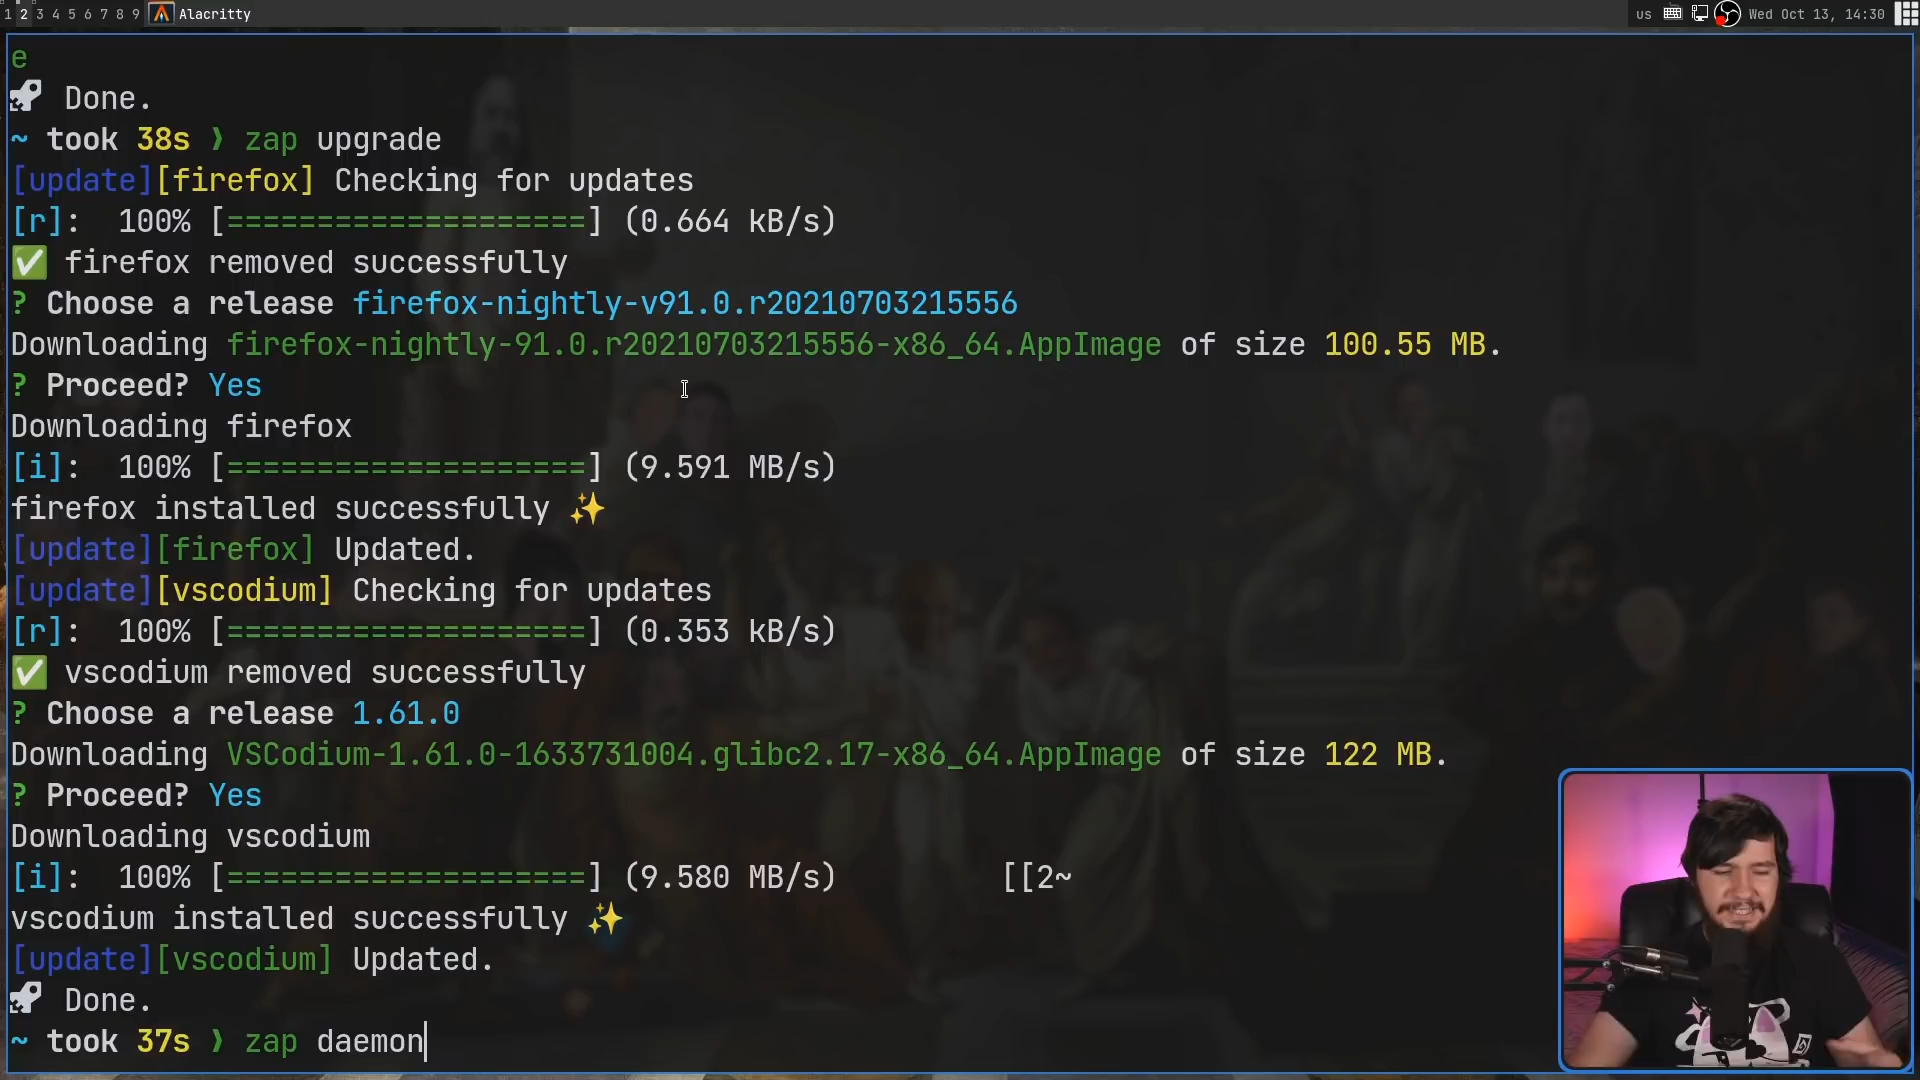 1 2 3 4 5 6 7 8 9 Alacritty us Wed Oct 13, 14:30
e
Done.
~ took 38s ❯ zap upgrade
[update][firefox] Checking for updates
[r]:  100% [====================] (0.664 kB/s)
✅ firefox removed successfully
? Choose a release firefox-nightly-v91.0.r20210703215556
Downloading firefox-nightly-91.0.r20210703215556-x86_64.AppImage of size 100.55 MB.
? Proceed? Yes
Downloading firefox
[i]:  100% [====================] (9.591 MB/s)
firefox installed successfully ✨
[update][firefox] Updated.
[update][vscodium] Checking for updates
[r]:  100% [====================] (0.353 kB/s)
✅ vscodium removed successfully
? Choose a release 1.61.0
Downloading VSCodium-1.61.0-1633731004.glibc2.17-x86_64.AppImage of size 122 MB.
? Proceed? Yes
Downloading vscodium
[i]:  100% [====================] (9.580 MB/s) [[2~
vscodium installed successfully ✨
[update][vscodium] Updated.
Done.
~ took 37s ❯ zap daemon